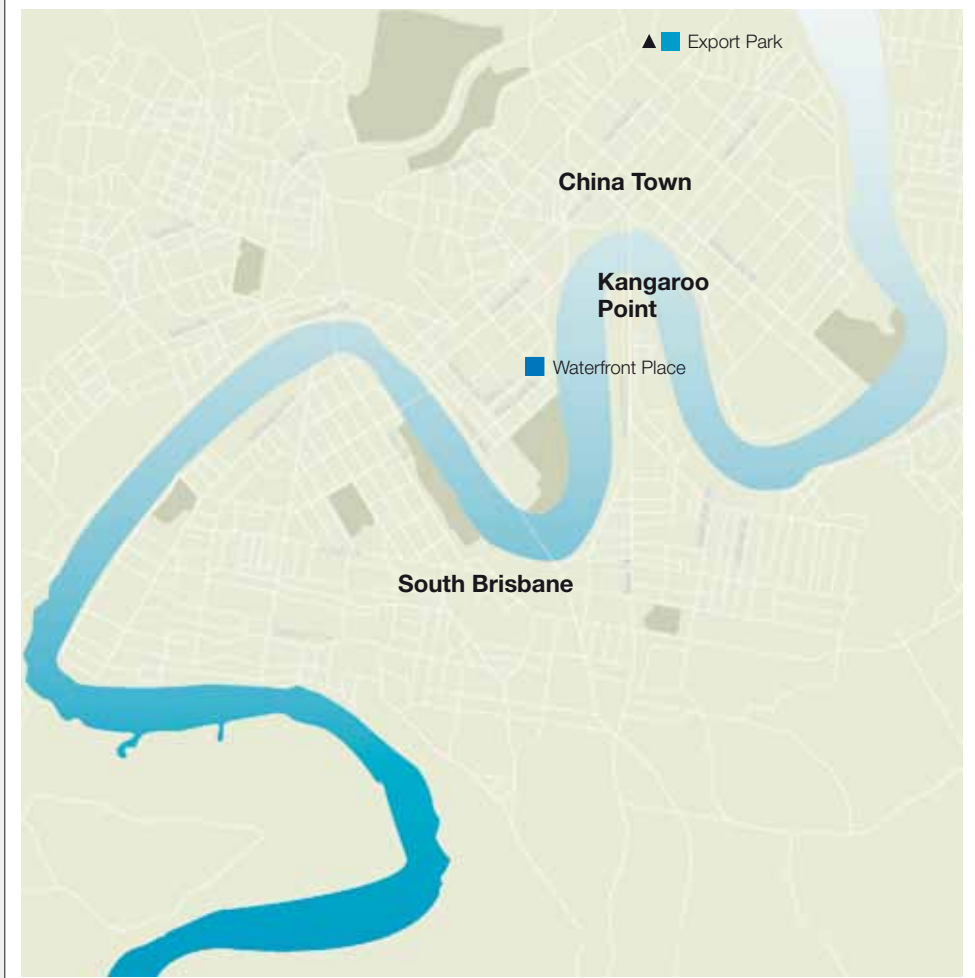 Export Park
China Town
Kangaroo
Point
Waterfront Place
South Brisbane